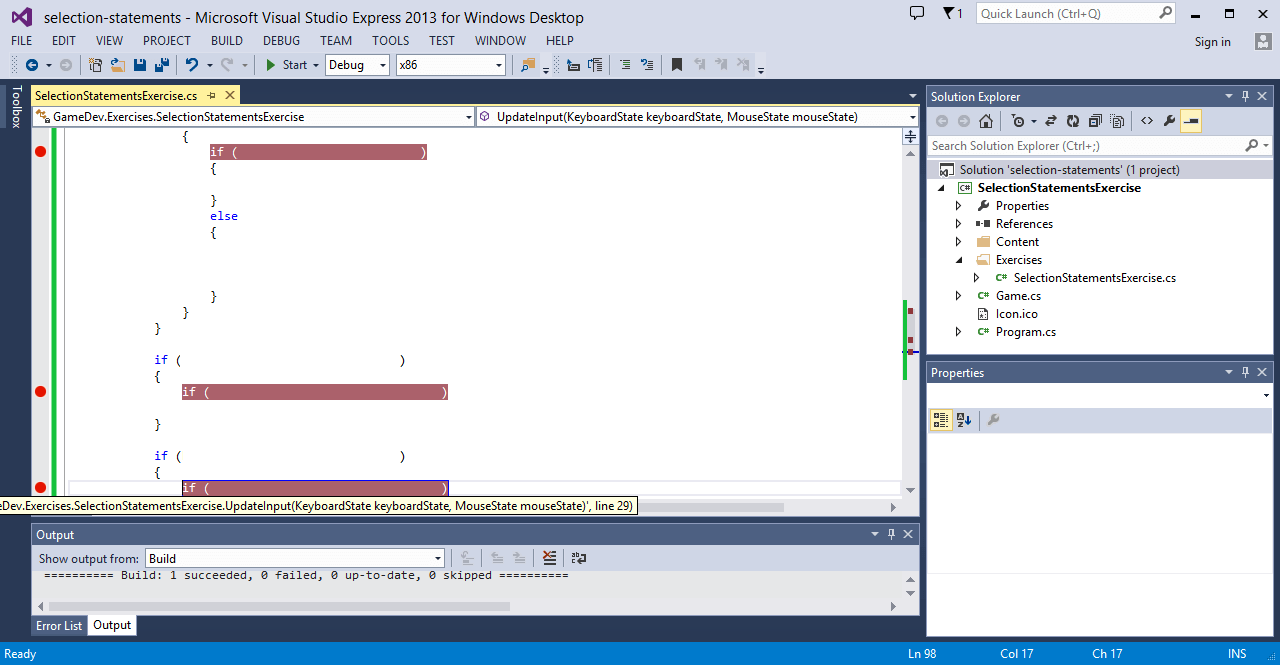 selection-statements - Microsoft Visual Studio Express 2013 for Windows Desktop
1
Quick Launch (Ctrl+Q)
FILE EDIT VIEW PROJECT BUILD DEBUG TEAM TOOLS TEST WINDOW HELP
Sign in
Start Debug x86
Toolbox
SelectionStatementsExercise.cs
GameDev.Exercises.SelectionStatementsExercise
UpdateInput(KeyboardState keyboardState, MouseState mouseState)
{
if ( )
{
}
else
{
}
}
}
if ( )
{
if ( )
}
if ( )
{
if ( )
eDev.Exercises.SelectionStatementsExercise.UpdateInput(KeyboardState keyboardState, MouseState mouseState)', line 29)
Output
Show output from: Build
========== Build: 1 succeeded, 0 failed, 0 up-to-date, 0 skipped ==========
Error List Output
Solution Explorer
Search Solution Explorer (Ctrl+;)
Solution 'selection-statements' (1 project)
C# SelectionStatementsExercise
Properties
References
Content
Exercises
C# SelectionStatementsExercise.cs
C# Game.cs
Icon.ico
C# Program.cs
Properties
Ready Ln 98 Col 17 Ch 17 INS